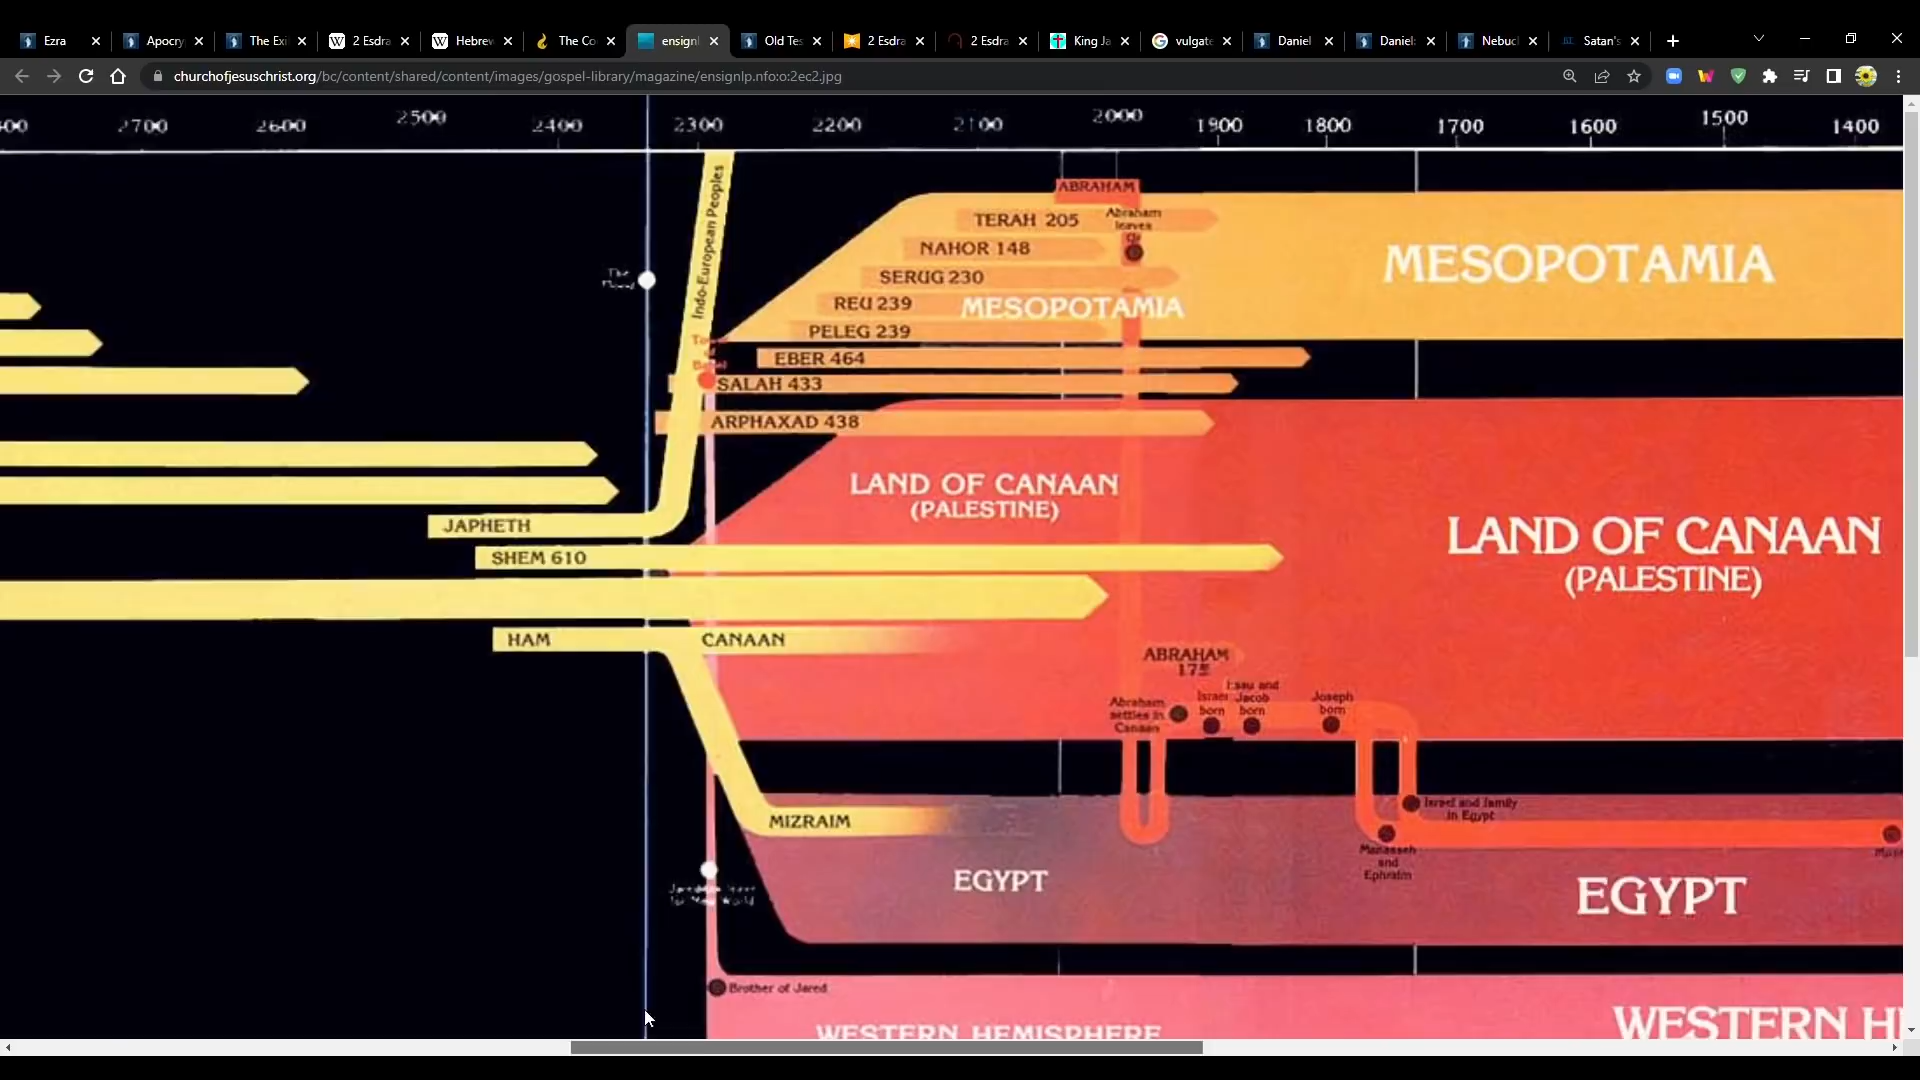 Ezra
Apocry
The Exi
2 Esdra
Hebrew
The Co
ensignl
Old Tes
2 Esdra
2 Esdra
King Ja
vulgate
Daniel
Daniel:
Nebuc
Satan's
churchofjesuschrist.org/bc/content/shared/content/images/gospel-library/magazine/ensignlp.nfo:o:2ec2.jpg
2700 2600 2500 2400 2300 2200 2100 2000 1900 1800 1700 1600 1500 1400
Indo-European Peoples
ABRAHAM
TERAH 205
Abraham
leaves
NAHOR 148
SERUG 230
REU 239
MESOPOTAMIA
PELEG 239
EBER 464
SALAH 433
ARPHAXAD 438
MESOPOTAMIA
The
LAND OF CANAAN
(PALESTINE)
LAND OF CANAAN
(PALESTINE)
JAPHETH
SHEM 610
HAM
CANAAN
ABRAHAM
Abraham
settles in
Canaan
born
Esau and
Jacob
born
Joseph
born
MIZRAIM
Israel and family
in Egypt
Manasseh
and
Ephraim
EGYPT
EGYPT
Brother of Jared
WESTERN HEMISPHERE
WESTERN H